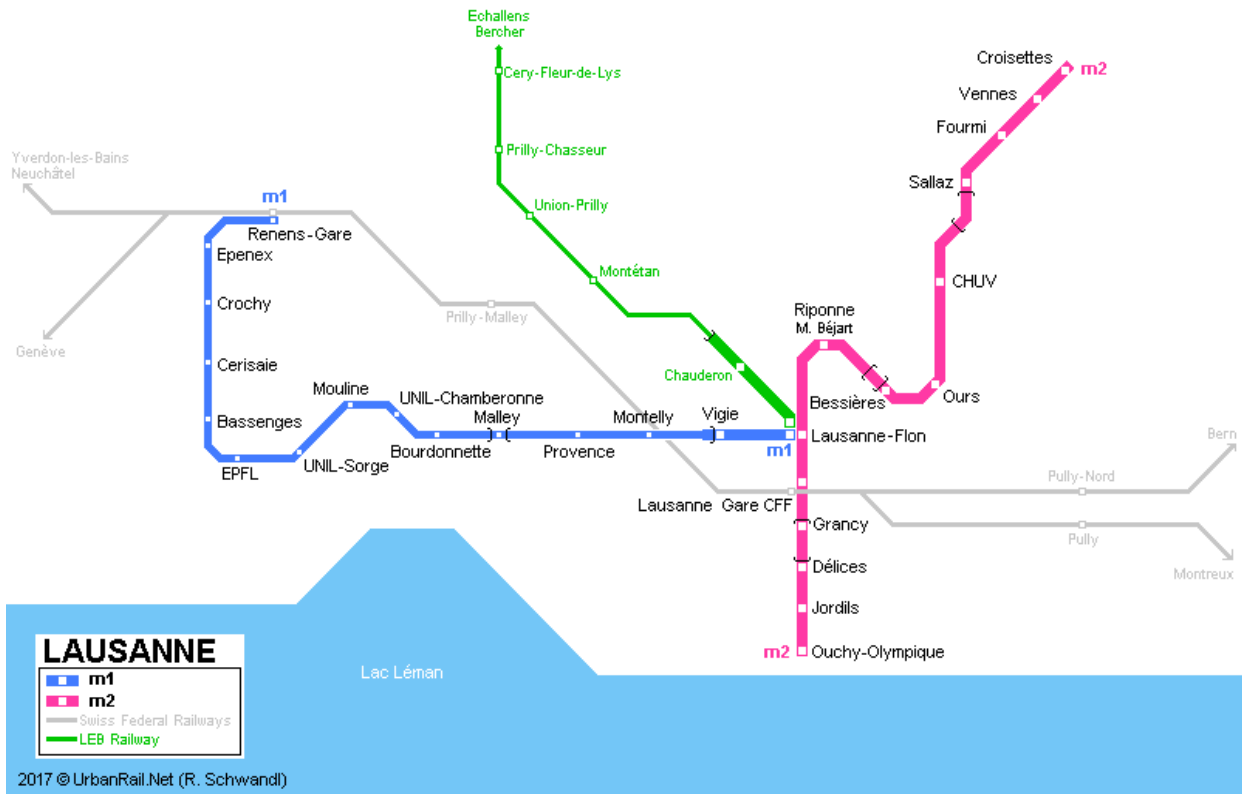 Echallens
Bercher
Cery-Fleur-de-Lys
Croisettes
m2
Vennes
Fourmi
Prilly-Chasseur
Yverdon-les-Bains
Neuchâtel
Sallaz
m1
Union-Prilly
Renens-Gare
Epenex
Montétan
CHUV
Crochy
Prilly-Malley
Riponne
M. Béjart
Genève
Cerisaie
Chauderon
Mouline
UNIL-Chamberonne
Bessières
Ours
Bassenges
Malley
Montelly
Vigie
Lausanne-Flon
Bern
Bourdonnette
Provence
m1
EPFL
UNIL-Sorge
Pully-Nord
Lausanne Gare CFF
Grancy
Pully
Délices
Montreux
Jordils
m2
Ouchy-Olympique
Lac Léman
LAUSANNE
m1
m2
Swiss Federal Railways
LEB Railway
2017 © UrbanRail.Net (R. Schwandl)